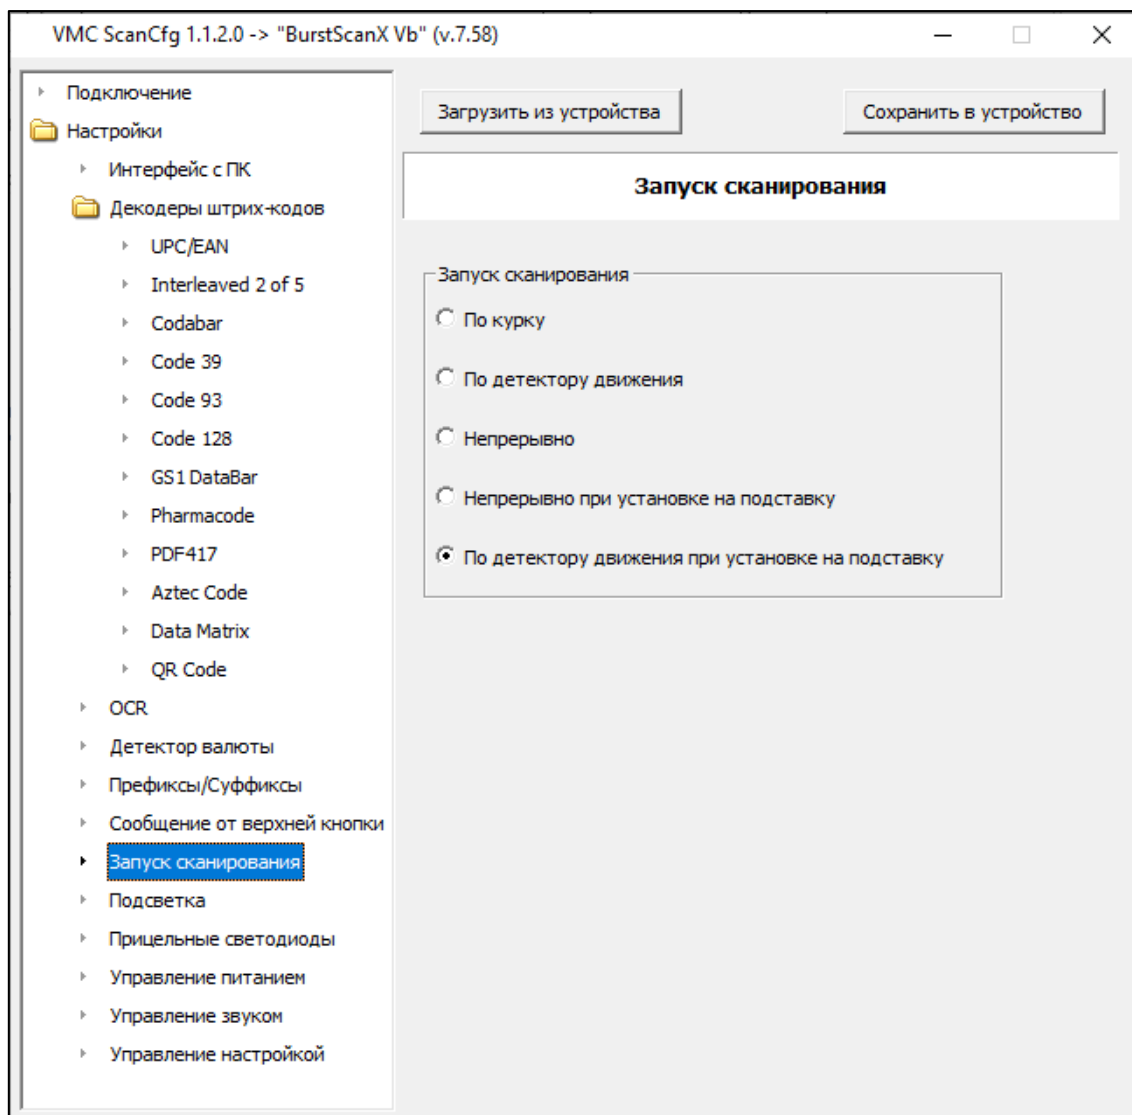 VMC ScanCfg 1.1.2.0 -> "BurstScanX Vb" (v.7.58)
Подключение
Настройки
Интерфейс с ПК
Декодеры штрих-кодов
UPC/EAN
Interleaved 2 of 5
Codabar
Code 39
Code 93
Code 128
GS1 DataBar
Pharmacode
PDF417
Aztec Code
Data Matrix
QR Code
OCR
Детектор валюты
Префиксы/Суффиксы
Сообщение от верхней кнопки
Запуск сканирования
Подсветка
Прицельные светодиоды
Управление питанием
Управление звуком
Управление настройкой
Загрузить из устройства
Сохранить в устройство
Запуск сканирования
Запуск сканирования
По курку
По детектору движения
Непрерывно
Непрерывно при установке на подставку
По детектору движения при установке на подставку